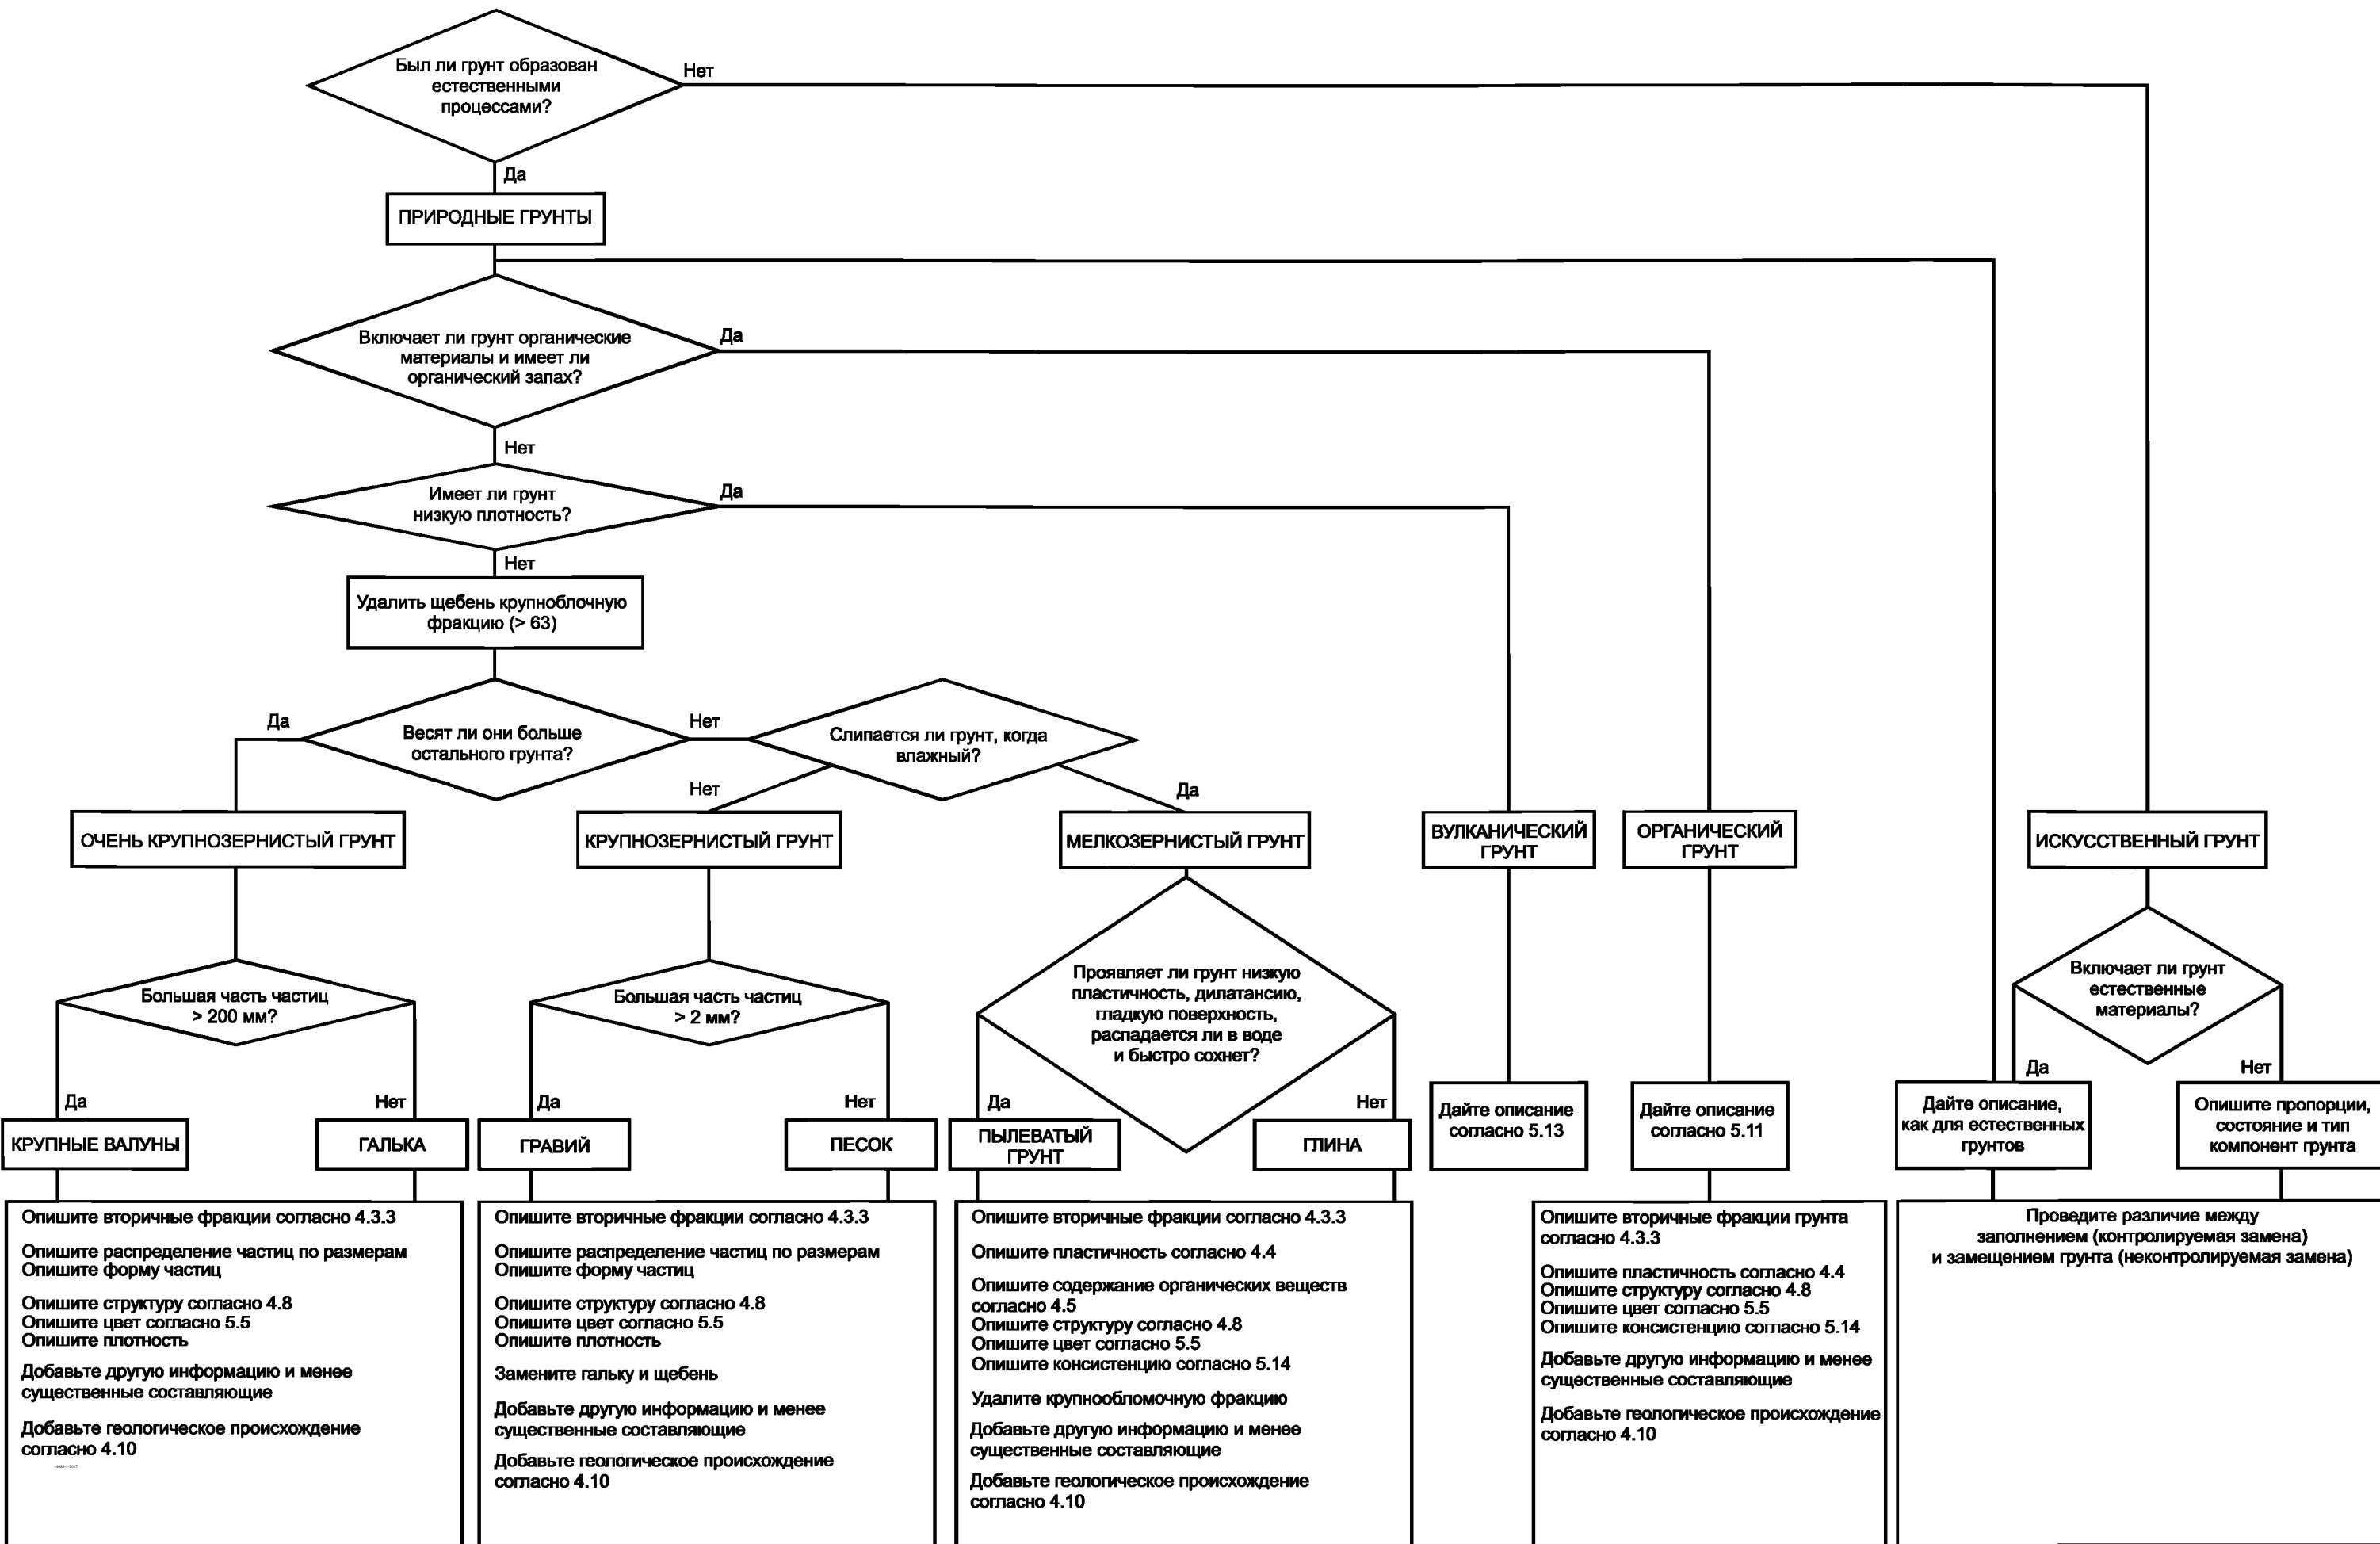 Был ли грунт образован
естественными
процессами?
Нет
Да
ПРИРОДНЫЕ ГРУНТЫ
Включает ли грунт органические
материалы и имеет ли
органический запах?
Да
Нет
Имеет ли грунт
низкую плотность?
Да
Нет
Удалить щебень крупноблочную
фракцию (> 63)
Весят ли они больше
остального грунта?
Да
Нет
Слипается ли грунт, когда
влажный?
Нет
Да
ОЧЕНЬ КРУПНОЗЕРНИСТЫЙ ГРУНТ
КРУПНОЗЕРНИСТЫЙ ГРУНТ
МЕЛКОЗЕРНИСТЫЙ ГРУНТ
ВУЛКАНИЧЕСКИЙ
ГРУНТ
ОРГАНИЧЕСКИЙ
ГРУНТ
ИСКУССТВЕННЫЙ ГРУНТ
Большая часть частиц
> 200 мм?
Да
Нет
Большая часть частиц
> 2 мм?
Да
Нет
Проявляет ли грунт низкую
пластичность, дилатансию,
гладкую поверхность,
распадается ли в воде
и быстро сохнет?
Да
Нет
Включает ли грунт
естественные
материалы?
Да
Нет
КРУПНЫЕ ВАЛУНЫ
ГАЛЬКА
ГРАВИЙ
ПЕСОК
ПЫЛЕВАТЫЙ
ГРУНТ
ГЛИНА
Дайте описание
согласно 5.13
Дайте описание
согласно 5.11
Дайте описание,
как для естественных
грунтов
Опишите пропорции,
состояние и тип
компонент грунта
Опишите вторичные фракции согласно 4.3.3
Опишите распределение частиц по размерам
Опишите форму частиц
Опишите структуру согласно 4.8
Опишите цвет согласно 5.5
Опишите плотность
Добавьте другую информацию и менее
существенные составляющие
Добавьте геологическое происхождение
согласно 4.10
14688-1-2017
Опишите вторичные фракции согласно 4.3.3
Опишите распределение частиц по размерам
Опишите форму частиц
Опишите структуру согласно 4.8
Опишите цвет согласно 5.5
Опишите плотность
Замените гальку и щебень
Добавьте другую информацию и менее
существенные составляющие
Добавьте геологическое происхождение
согласно 4.10
Опишите вторичные фракции согласно 4.3.3
Опишите пластичность согласно 4.4
Опишите содержание органических веществ
согласно 4.5
Опишите структуру согласно 4.8
Опишите цвет согласно 5.5
Опишите консистенцию согласно 5.14
Удалите крупнообломочную фракцию
Добавьте другую информацию и менее
существенные составляющие
Добавьте геологическое происхождение
согласно 4.10
Опишите вторичные фракции грунта
согласно 4.3.3
Опишите пластичность согласно 4.4
Опишите структуру согласно 4.8
Опишите цвет согласно 5.5
Опишите консистенцию согласно 5.14
Добавьте другую информацию и менее
существенные составляющие
Добавьте геологическое происхождение
согласно 4.10
Проведите различие между
заполнением (контролируемая замена)
и замещением грунта (неконтролируемая замена)